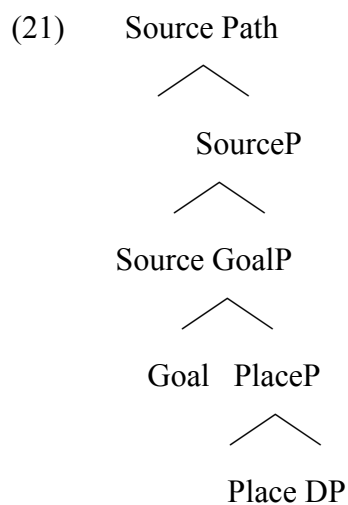 (21) Source Path
SourceP
Source GoalP
Goal PlaceP
Place DP